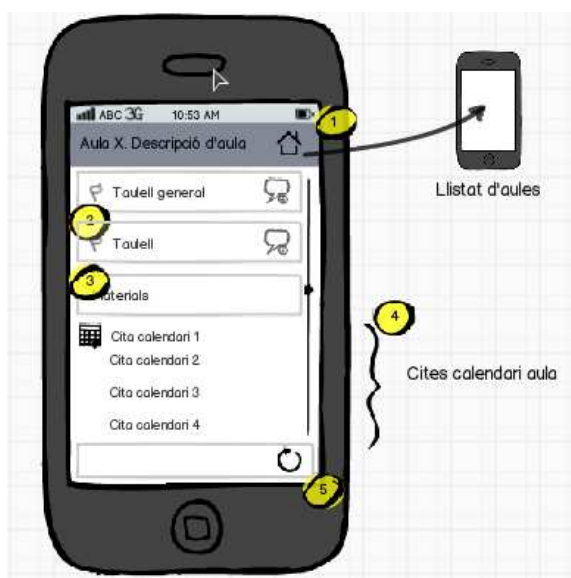 ABC 3G 10:53 AM
1
Aula X. Descripció d'aula
Llistat d'aules
Taulell general
2
Taulell
3
Materials
4
Cita calendari 1
Cita calendari 2
Cites calendari aula
Cita calendari 3
Cita calendari 4
5